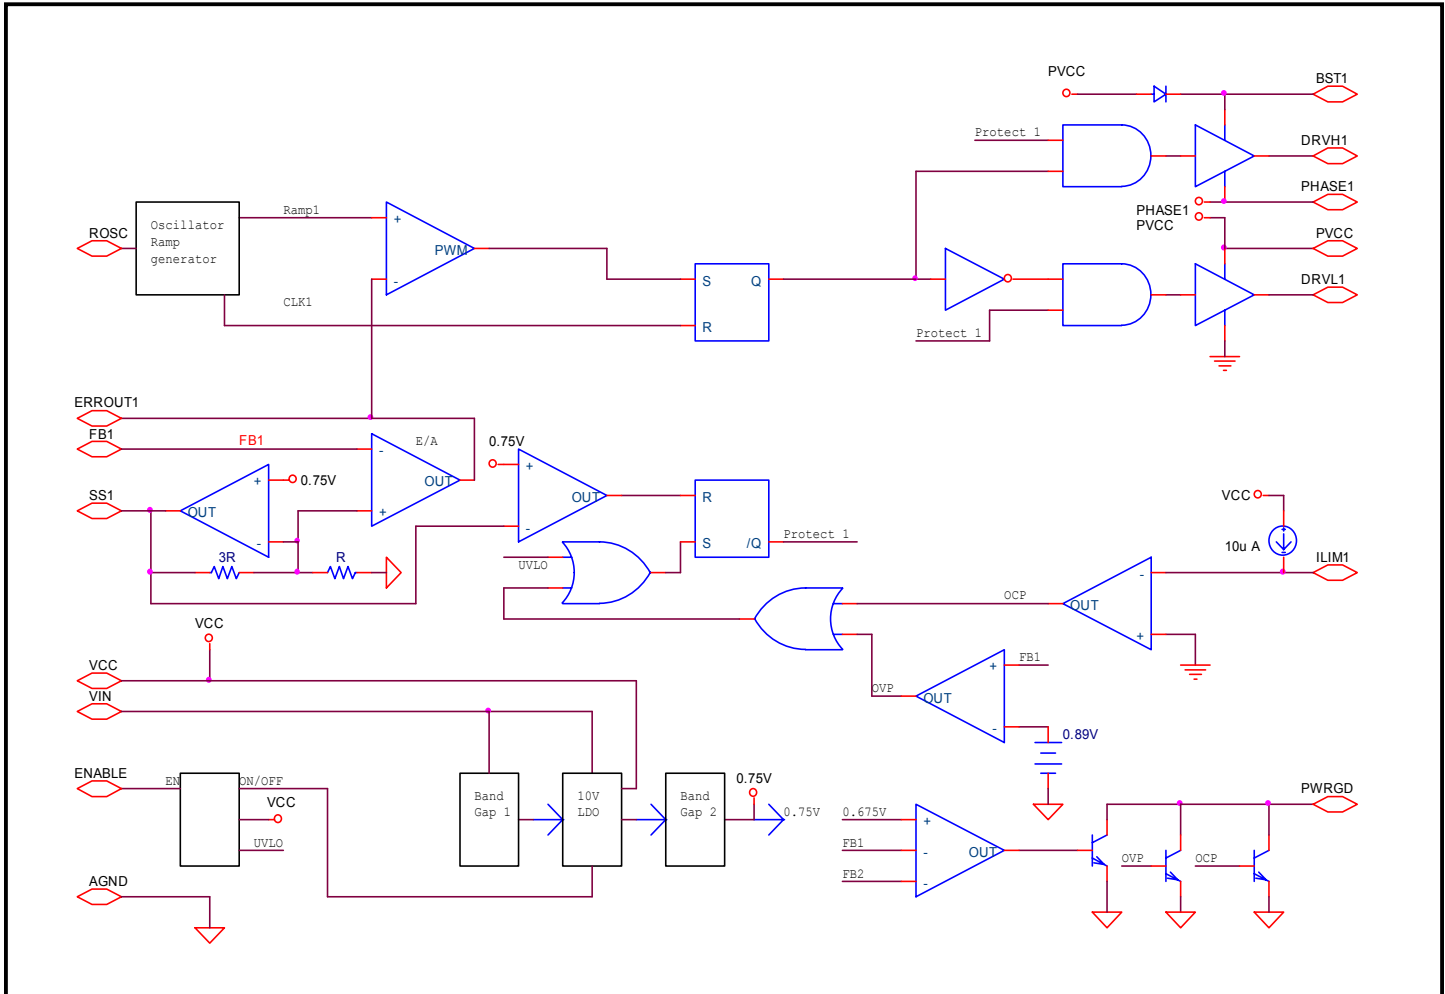 PVCC
BST1
Protect 1
DRVH1
PHASE1
PHASE1
PVCC
PVCC
DRVL1
Protect 1
ROSC
Oscillator
Ramp
generator
Ramp1
CLK1
+
PWM
-
S
Q
R
ERROUT1
FB1
FB1
E/A
-
OUT
+
SS1
OUT
+
-
0.75V
3R
R
0.75V
+
OUT
-
R
S
/Q
Protect 1
UVLO
VCC
10u A
ILIM1
OCP
-
OUT
+
OVP
FB1
+
OUT
-
0.89V
VCC
VCC
VIN
ENABLE
EN
ON/OFF
VCC
UVLO
AGND
Band
Gap 1
10V
LDO
Band
Gap 2
0.75V
0.75V
0.675V
FB1
FB2
+
-
-
OUT
OVP
OCP
PWRGD